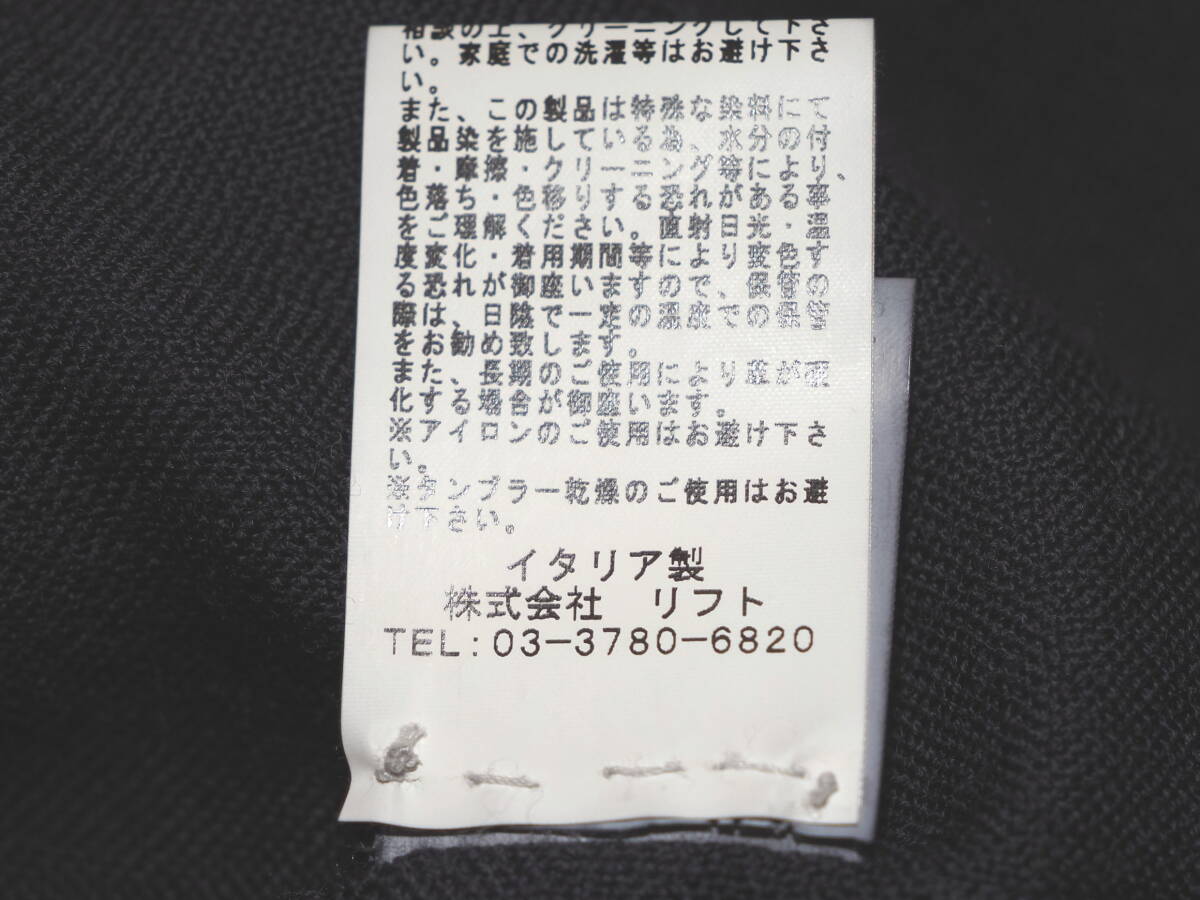 相談の上、クリーニングして下さ
い。家庭での洗濯等はお避け下さ
い。
また、この製品は特殊な染料にて
製品染を施している為、水分の付
着・摩擦・クリーニング等により、
色落ち・色移りする恐れがある事
をご理解ください。直射日光・温
度変化・着用期間等により変色す
る恐れが御座いますので、保管の
際は、日陰で一定の温度での保管
をお勧め致します。
また、長期のご使用により が
化する場合が御座います。
※アイロンのご使用はお避け下さ
い。
※タンブラー乾燥のご使用はお避
け下さい。
イタリア製
株式会社 リフト
TEL:03-3780-6820